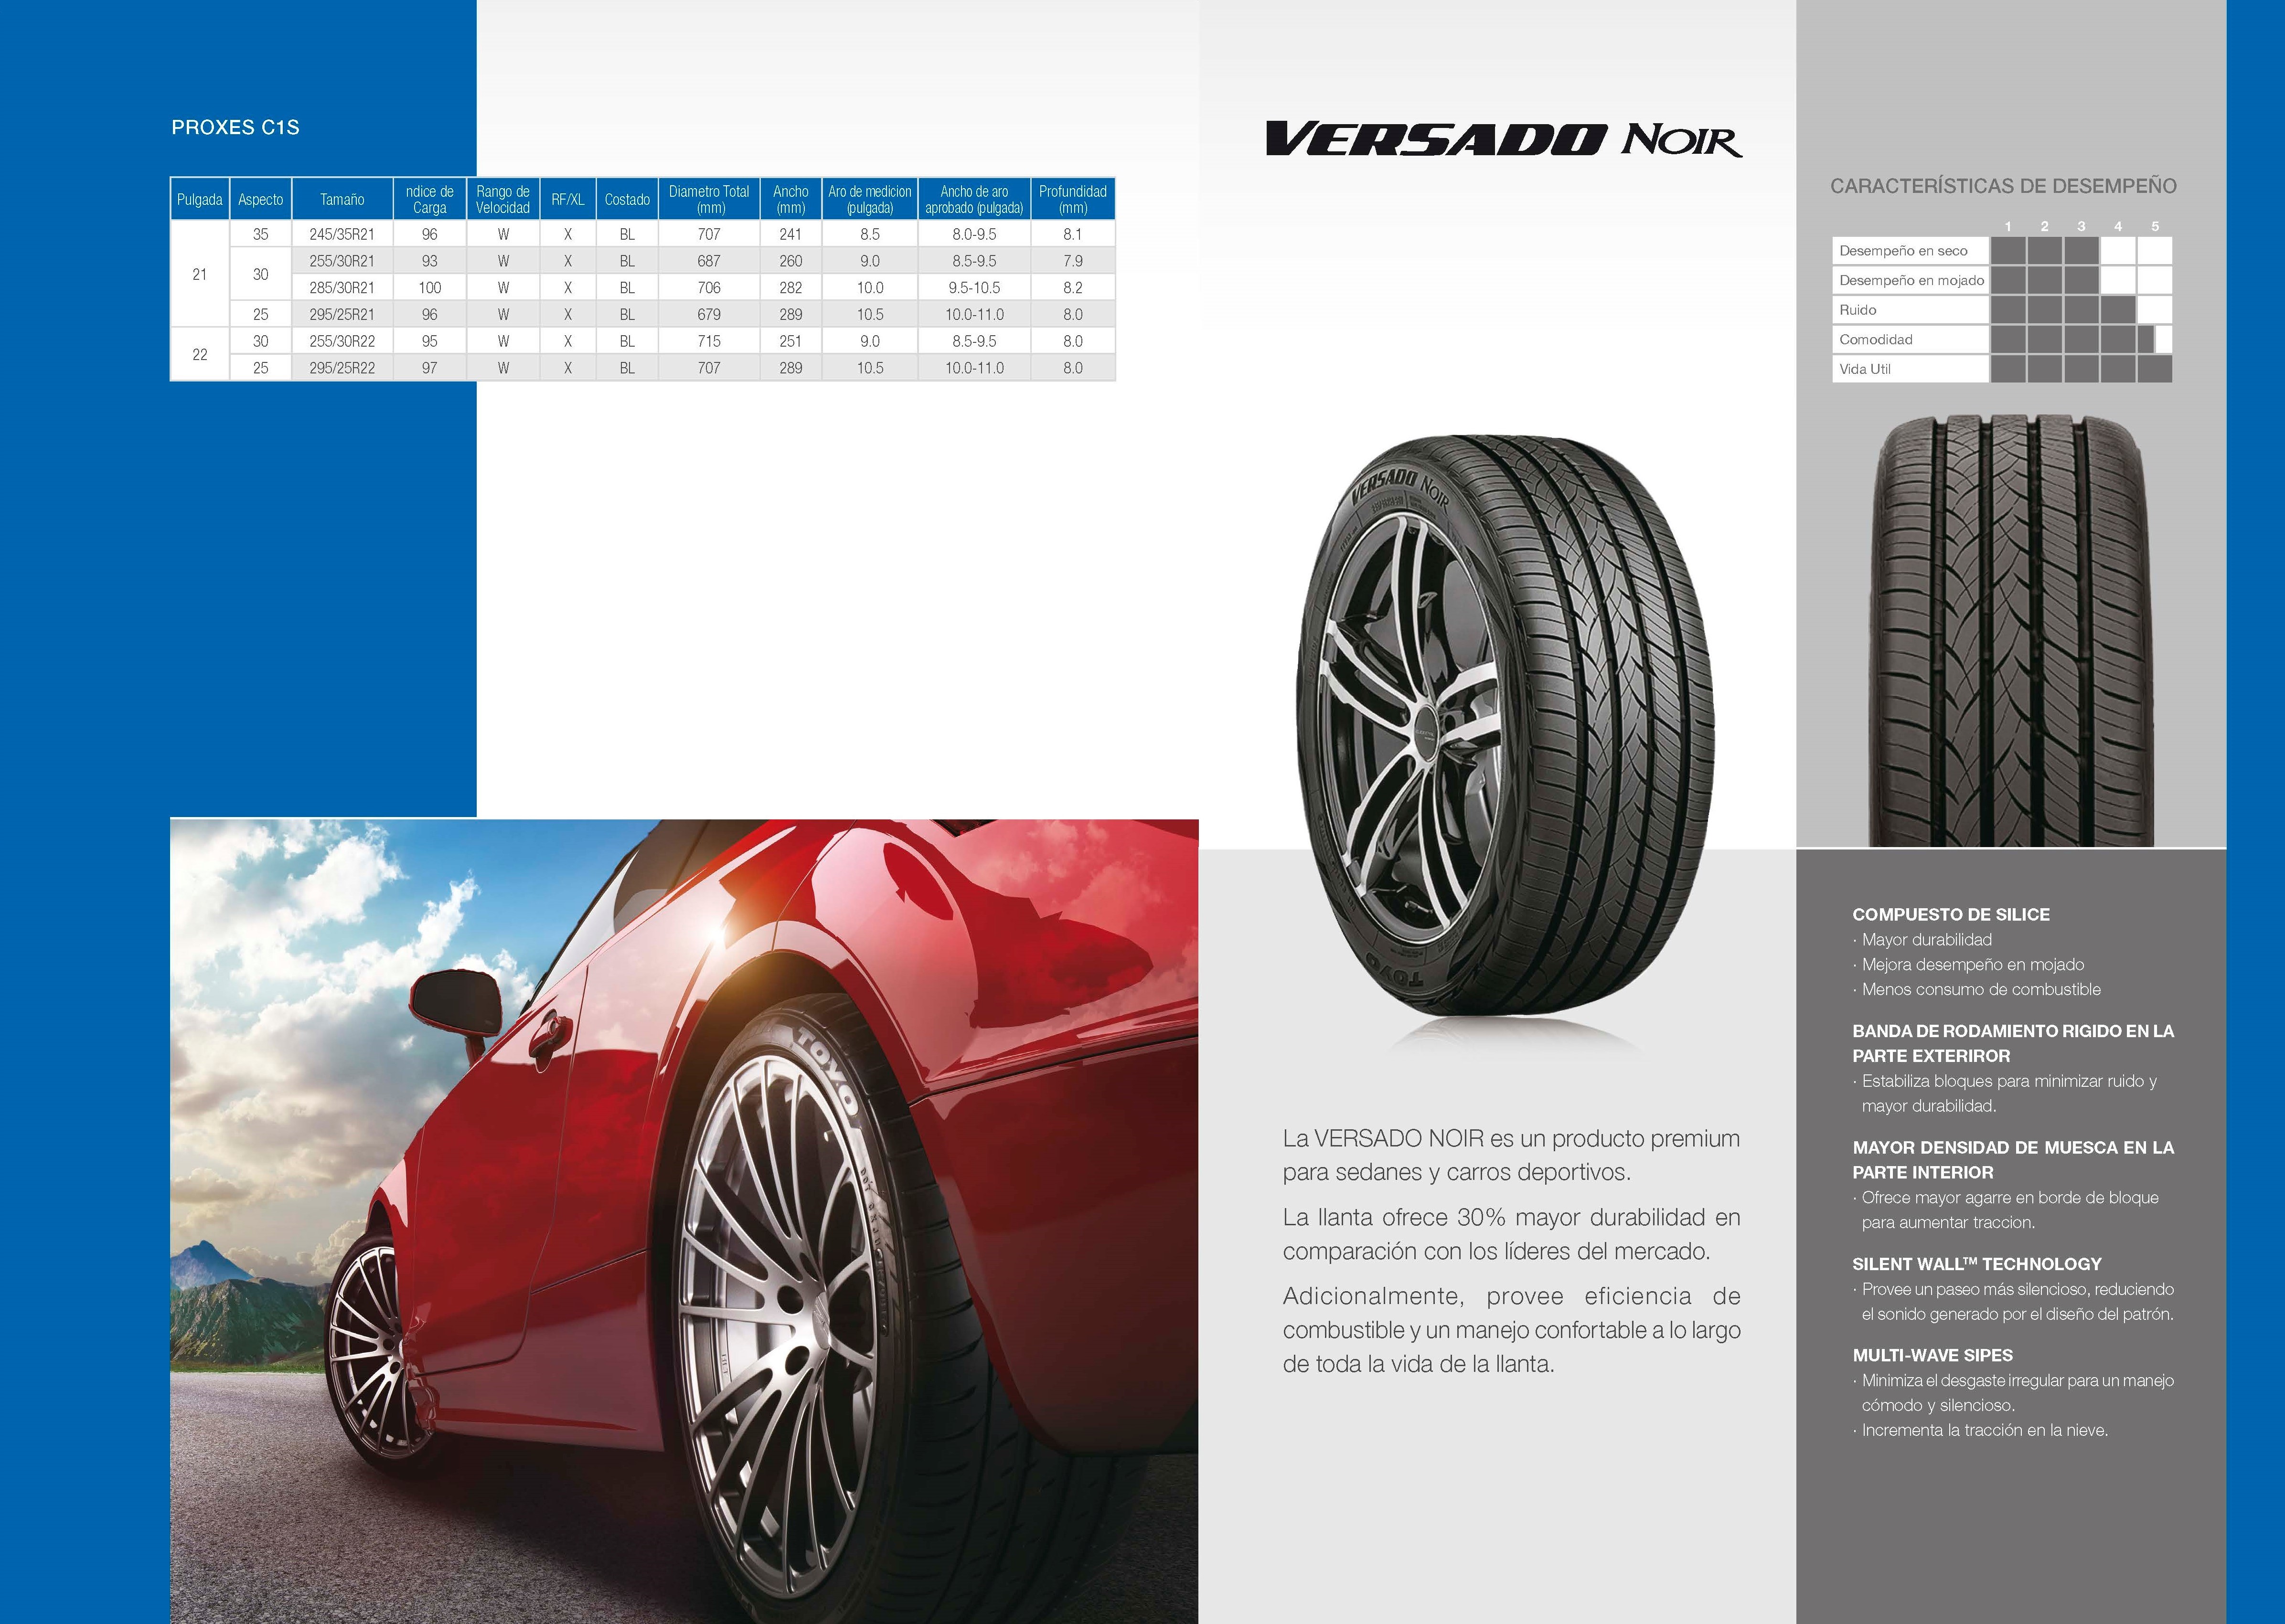 PROXES C1S
Pulgada Aspecto Tamaño ndice de Carga Rango de Velocidad RF/XL Costado Diametro Total (mm) Ancho (mm) Aro de medicion (pulgada) Ancho de aro aprobado (pulgada) Profundidad (mm)
21 35 245/35R21 96 W X BL 707 241 8.5 8.0-9.5 8.1
30 255/30R21 93 W X BL 687 260 9.0 8.5-9.5 7.9
285/30R21 100 W X BL 706 282 10.0 9.5-10.5 8.2
25 295/25R21 96 W X BL 679 289 10.5 10.0-11.0 8.0
22 30 255/30R22 95 W X BL 715 251 9.0 8.5-9.5 8.0
25 295/25R22 97 W X BL 707 289 10.5 10.0-11.0 8.0
TOYO
VERSADO NOIR
VERSADO NOIR
TOYO
La VERSADO NOIR es un producto premium
para sedanes y carros deportivos.
La llanta ofrece 30% mayor durabilidad en
comparación con los líderes del mercado.
Adicionalmente, provee eficiencia de
combustible y un manejo confortable a lo largo
de toda la vida de la llanta.
CARACTERÍSTICAS DE DESEMPEÑO
1 2 3 4 5
Desempeño en seco
Desempeño en mojado
Ruido
Comodidad
Vida Util
COMPUESTO DE SILICE
· Mayor durabilidad
· Mejora desempeño en mojado
· Menos consumo de combustible
BANDA DE RODAMIENTO RIGIDO EN LA
PARTE EXTERIROR
· Estabiliza bloques para minimizar ruido y
mayor durabilidad.
MAYOR DENSIDAD DE MUESCA EN LA
PARTE INTERIOR
· Ofrece mayor agarre en borde de bloque
para aumentar traccion.
SILENT WALL™ TECHNOLOGY
· Provee un paseo más silencioso, reduciendo
el sonido generado por el diseño del patrón.
MULTI-WAVE SIPES
· Minimiza el desgaste irregular para un manejo
cómodo y silencioso.
· Incrementa la tracción en la nieve.